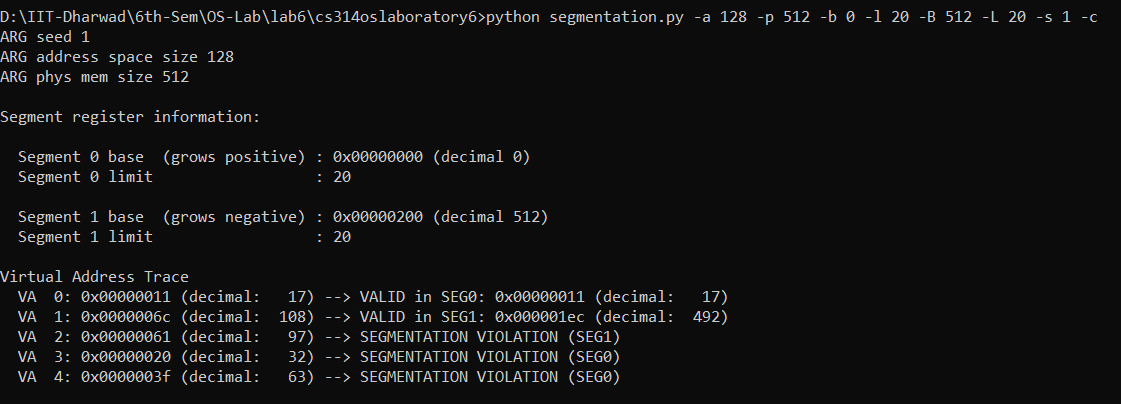 D:\IIT-Dharwad\6th-Sem\OS-Lab\lab6\cs314oslaboratory6>python segmentation.py -a 128 -p 512 -b 0 -l 20 -B 512 -L 20 -s 1 -c
ARG seed 1
ARG address space size 128
ARG phys mem size 512

Segment register information:

  Segment 0 base  (grows positive) : 0x00000000 (decimal 0)
  Segment 0 limit                  : 20

  Segment 1 base  (grows negative) : 0x00000200 (decimal 512)
  Segment 1 limit                  : 20

Virtual Address Trace
  VA  0: 0x00000011 (decimal:   17) --> VALID in SEG0: 0x00000011 (decimal:   17)
  VA  1: 0x0000006c (decimal:  108) --> VALID in SEG1: 0x000001ec (decimal:  492)
  VA  2: 0x00000061 (decimal:   97) --> SEGMENTATION VIOLATION (SEG1)
  VA  3: 0x00000020 (decimal:   32) --> SEGMENTATION VIOLATION (SEG0)
  VA  4: 0x0000003f (decimal:   63) --> SEGMENTATION VIOLATION (SEG0)